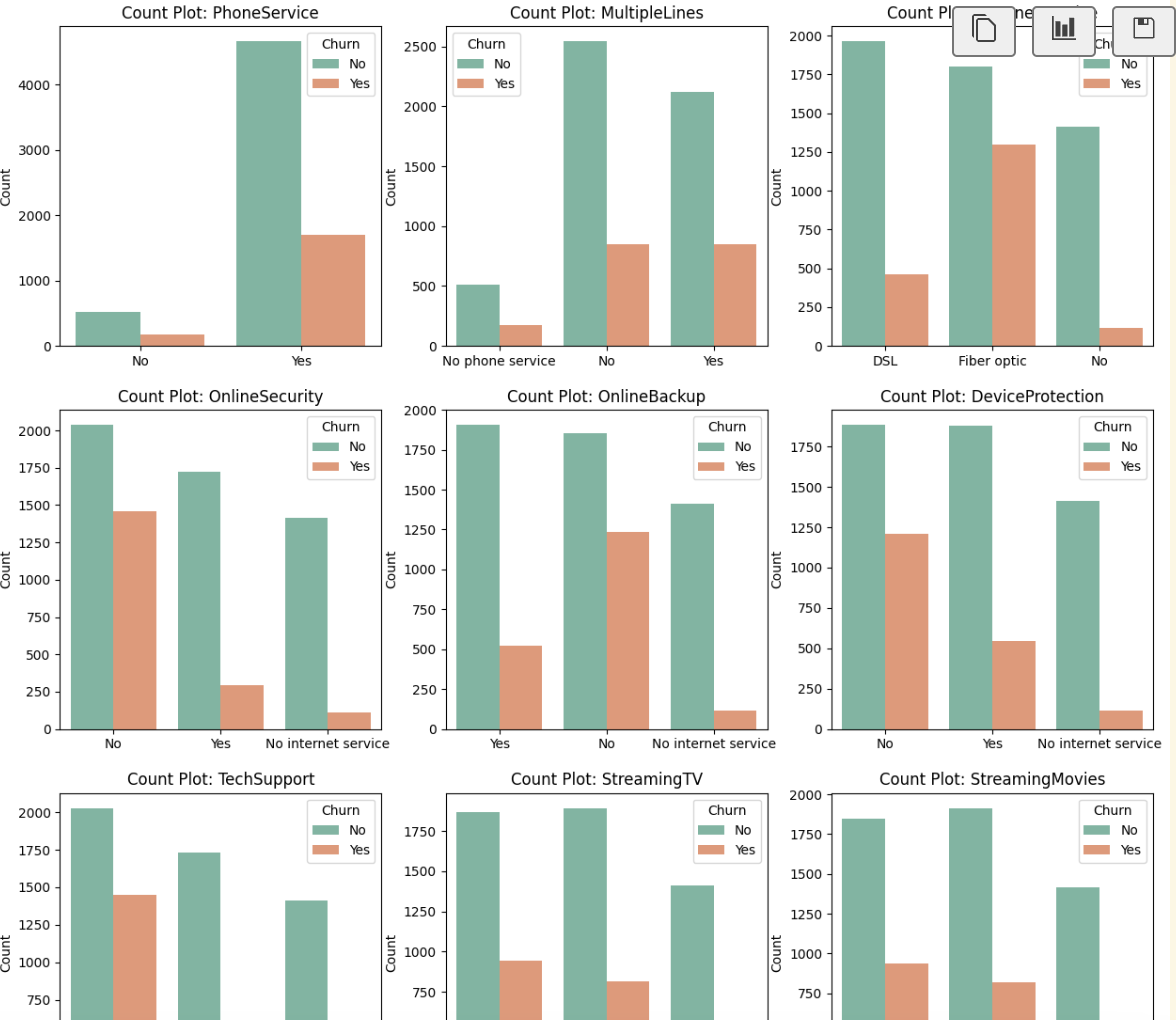 Count Plot: PhoneService
Churn
No
Yes
4000
3000
2000
1000
0
Count
No
Yes
Count Plot: MultipleLines
Churn
No
Yes
2500
2000
1500
1000
500
0
Count
No phone service
No
Yes
Count
No
Yes
2000
1750
1500
1250
1000
750
500
250
0
Count
DSL
Fiber optic
No
Count Plot: OnlineSecurity
Churn
No
Yes
2000
1750
1500
1250
1000
750
500
250
0
Count
No
Yes
No internet service
Count Plot: OnlineBackup
Churn
No
Yes
2000
1750
1500
1250
1000
750
500
250
0
Count
Yes
No
No internet service
Count Plot: DeviceProtection
Churn
No
Yes
1750
1500
1250
1000
750
500
250
0
Count
No
Yes
No internet service
Count Plot: TechSupport
Churn
No
Yes
2000
1750
1500
1250
1000
750
Count
Count Plot: StreamingTV
Churn
No
Yes
1750
1500
1250
1000
750
Count
Count Plot: StreamingMovies
Churn
No
Yes
2000
1750
1500
1250
1000
750
Count